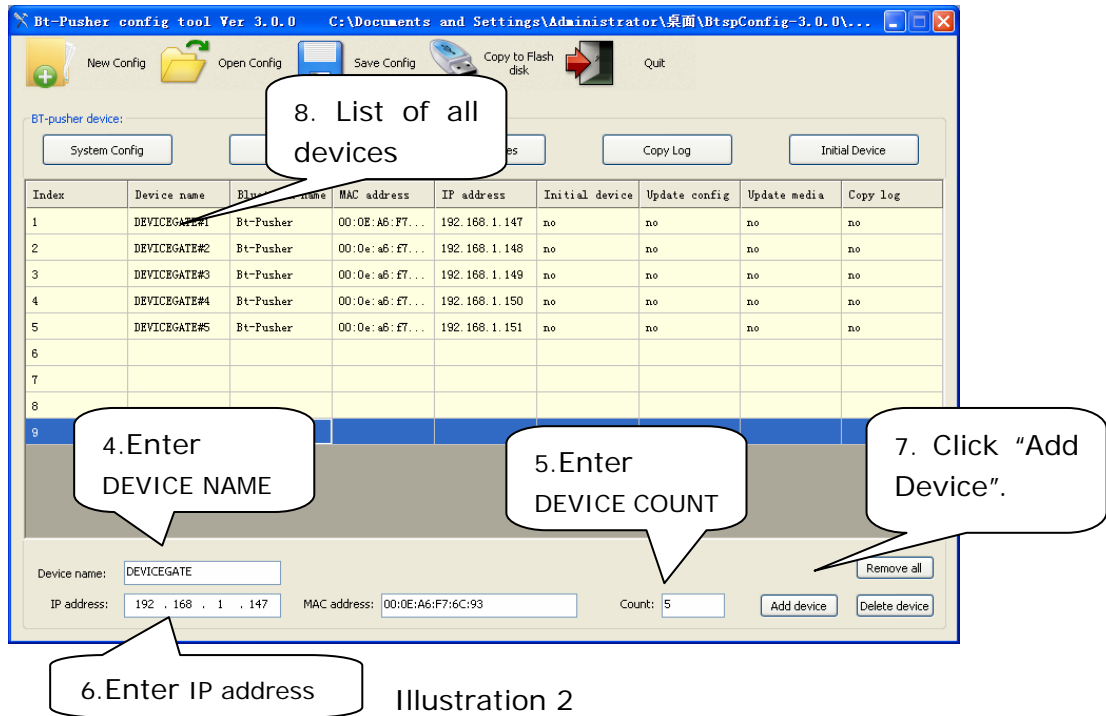 Bt-Pusher config tool Ver 3.0.0 C:\Documents and Settings\Administrator\桌面\BtspConfig-3.0.0\...
New Config Open Config Save Config Copy to Flash disk Quit
8. List of all
devices
BT-pusher device:
System Config Copy Log Initial Device
Index Device name MAC address IP address Initial device Update config Update media Copy log
1 DEVICEGATE#1 Bt-Pusher 00:0E:A6:F7... 192.168.1.147 no no no no
2 DEVICEGATE#2 Bt-Pusher 00:0e:a6:f7... 192.168.1.148 no no no no
3 DEVICEGATE#3 Bt-Pusher 00:0e:a6:f7... 192.168.1.149 no no no no
4 DEVICEGATE#4 Bt-Pusher 00:0e:a6:f7... 192.168.1.150 no no no no
5 DEVICEGATE#5 Bt-Pusher 00:0e:a6:f7... 192.168.1.151 no no no no
6
7
8
9
4.Enter
DEVICE NAME
5.Enter
DEVICE COUNT
7. Click “Add
Device”.
Device name: DEVICEGATE Remove all
IP address: 192 . 168 . 1 . 147 MAC address: 00:0E:A6:F7:6C:93 Count: 5 Add device Delete device
6.Enter IP address
Illustration 2